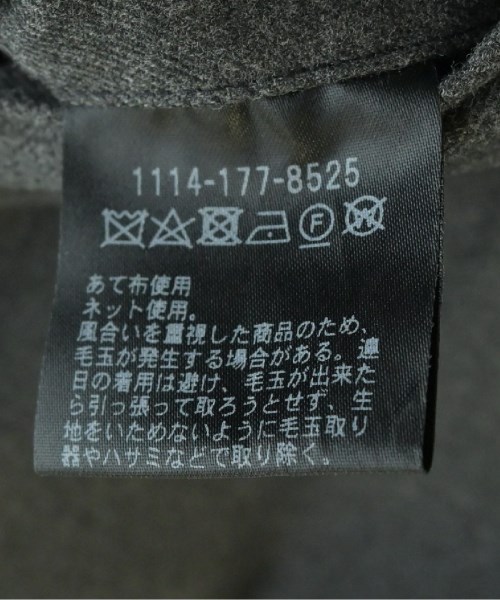 1114-177-8525
F W
あて布使用
ネット使用。
風合いを重視した商品のため、
毛玉が発生する場合がある。連
日の着用は避け、毛玉が出来た
ら引っ張って取ろうとせず、生
地をいためないように毛玉取り
器やハサミなどで取り除く。